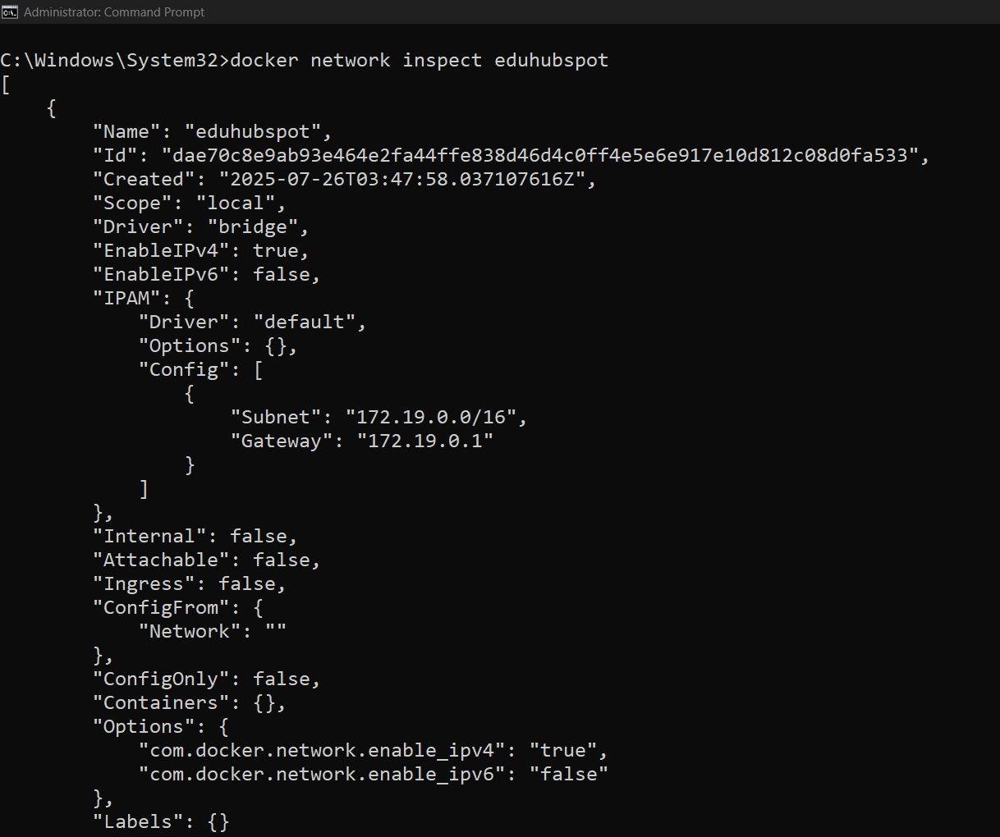 Administrator: Command Prompt
C:\Windows\System32>docker network inspect eduhubspot
[
    {
        "Name": "eduhubspot",
        "Id": "dae70c8e9ab93e464e2fa44ffe838d46d4c0ff4e5e6e917e10d812c08d0fa533",
        "Created": "2025-07-26T03:47:58.037107616Z",
        "Scope": "local",
        "Driver": "bridge",
        "EnableIPv4": true,
        "EnableIPv6": false,
        "IPAM": {
            "Driver": "default",
            "Options": {},
            "Config": [
                {
                    "Subnet": "172.19.0.0/16",
                    "Gateway": "172.19.0.1"
                }
            ]
        },
        "Internal": false,
        "Attachable": false,
        "Ingress": false,
        "ConfigFrom": {
            "Network": ""
        },
        "ConfigOnly": false,
        "Containers": {},
        "Options": {
            "com.docker.network.enable_ipv4": "true",
            "com.docker.network.enable_ipv6": "false"
        },
        "Labels": {}